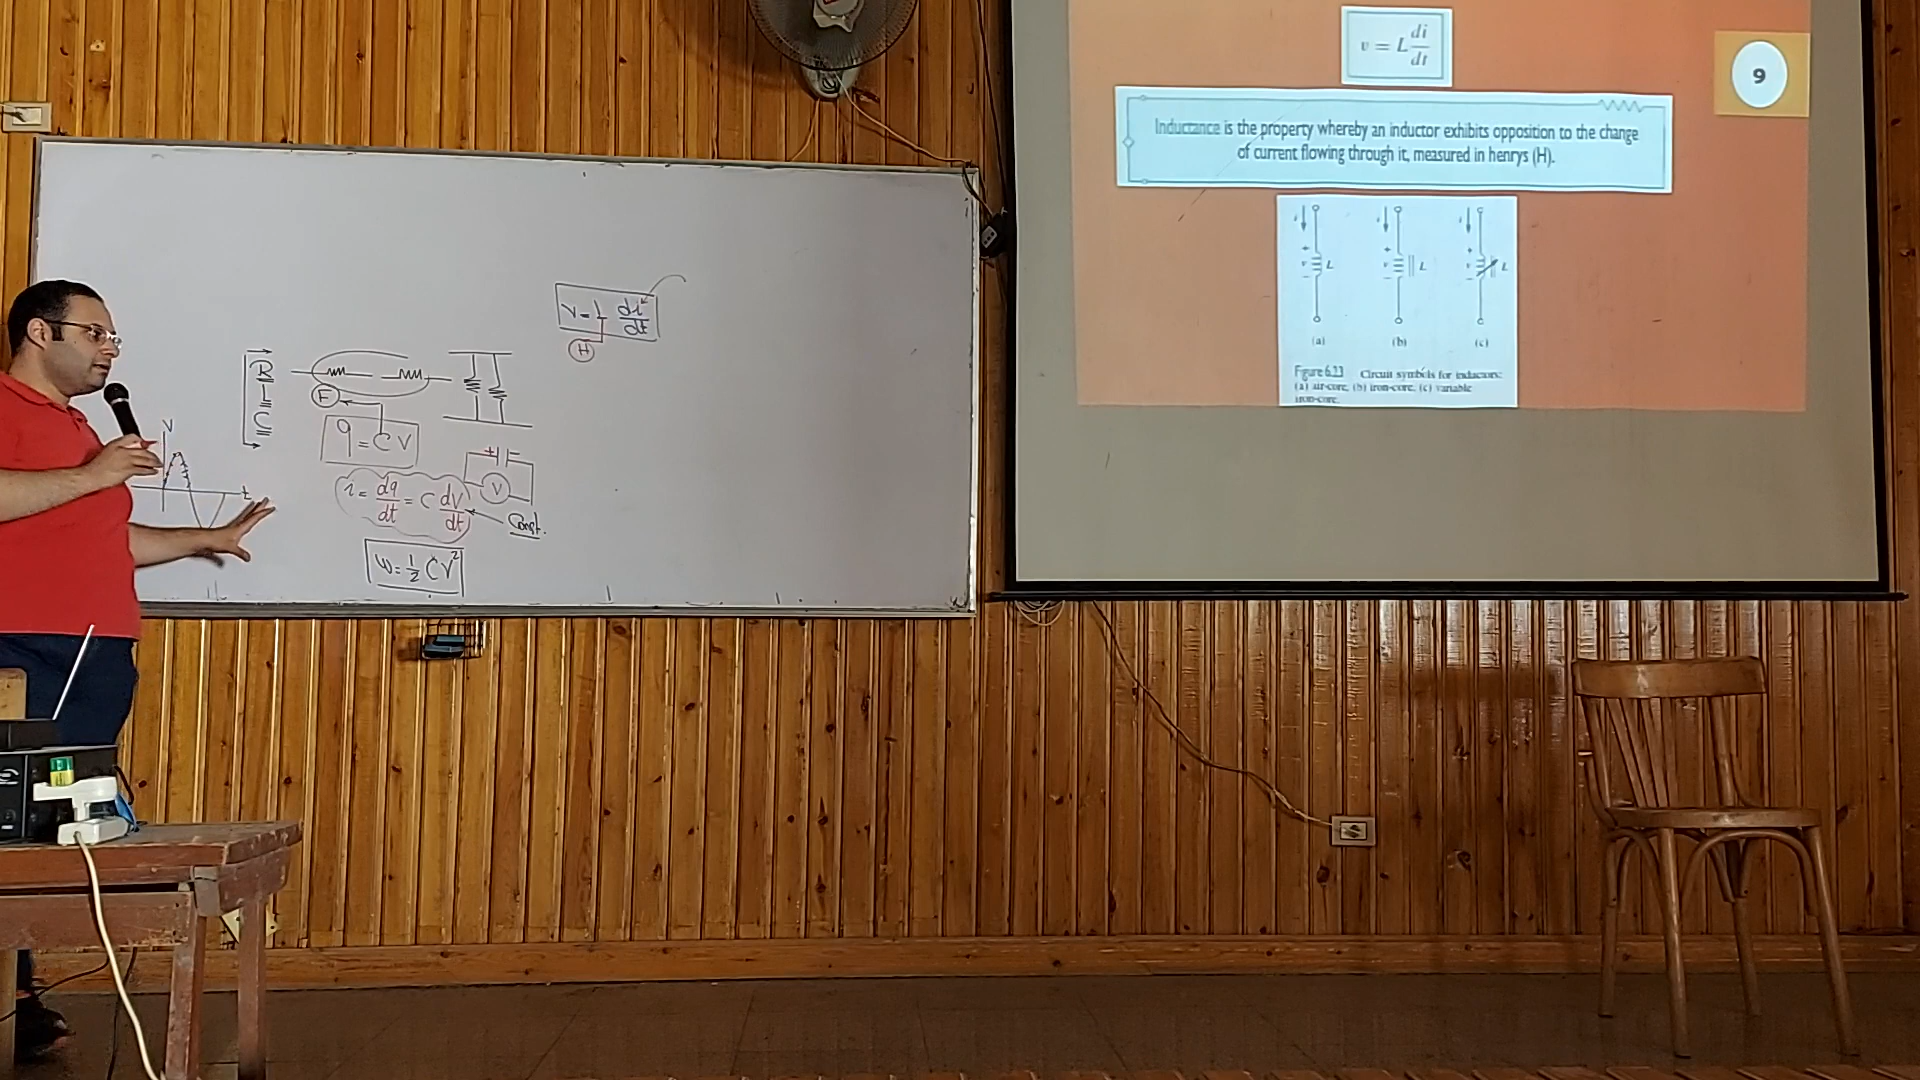 V
t
R
L
C
F
q = C V
i = dq/dt = C dV/dt
Const.
+ -
V
w = 1/2 C V²
V = L di/dt
H
v = L di/dt
9
Inductance is the property whereby an inductor exhibits opposition to the change
of current flowing through it, measured in henrys (H).
i i i
+ + +
v L v L v L
- - -
(a) (b) (c)
Figure 6.23 Circuit symbols for inductors:
(a) air-core, (b) iron-core, (c) variable
iron-core.